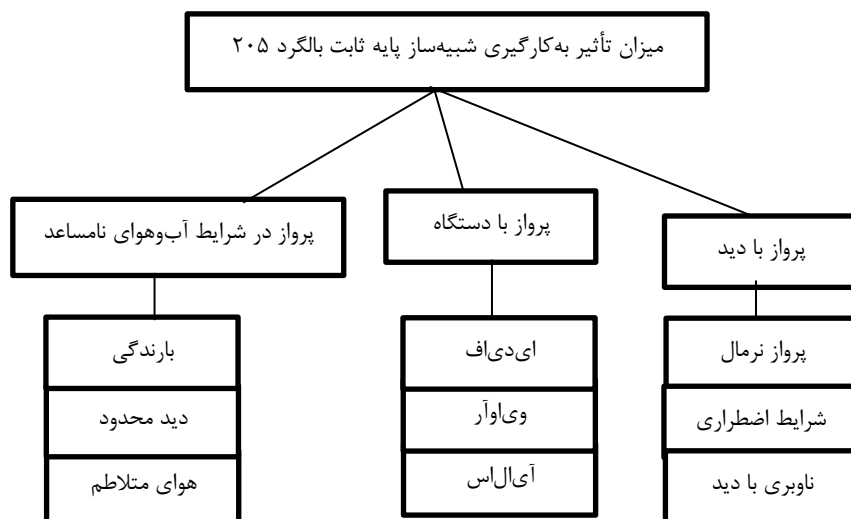 میزان تأثیر به‌کارگیری شبیه‌ساز پایه ثابت بالگرد ۲۰۵
پرواز با دید
پرواز با دستگاه
پرواز در شرایط آب‌وهوای نامساعد
پرواز نرمال
شرایط اضطراری
ناوبری با دید
ای‌دی‌اف
وی‌اوآر
آی‌ال‌اس
بارندگی
دید محدود
هوای متلاطم